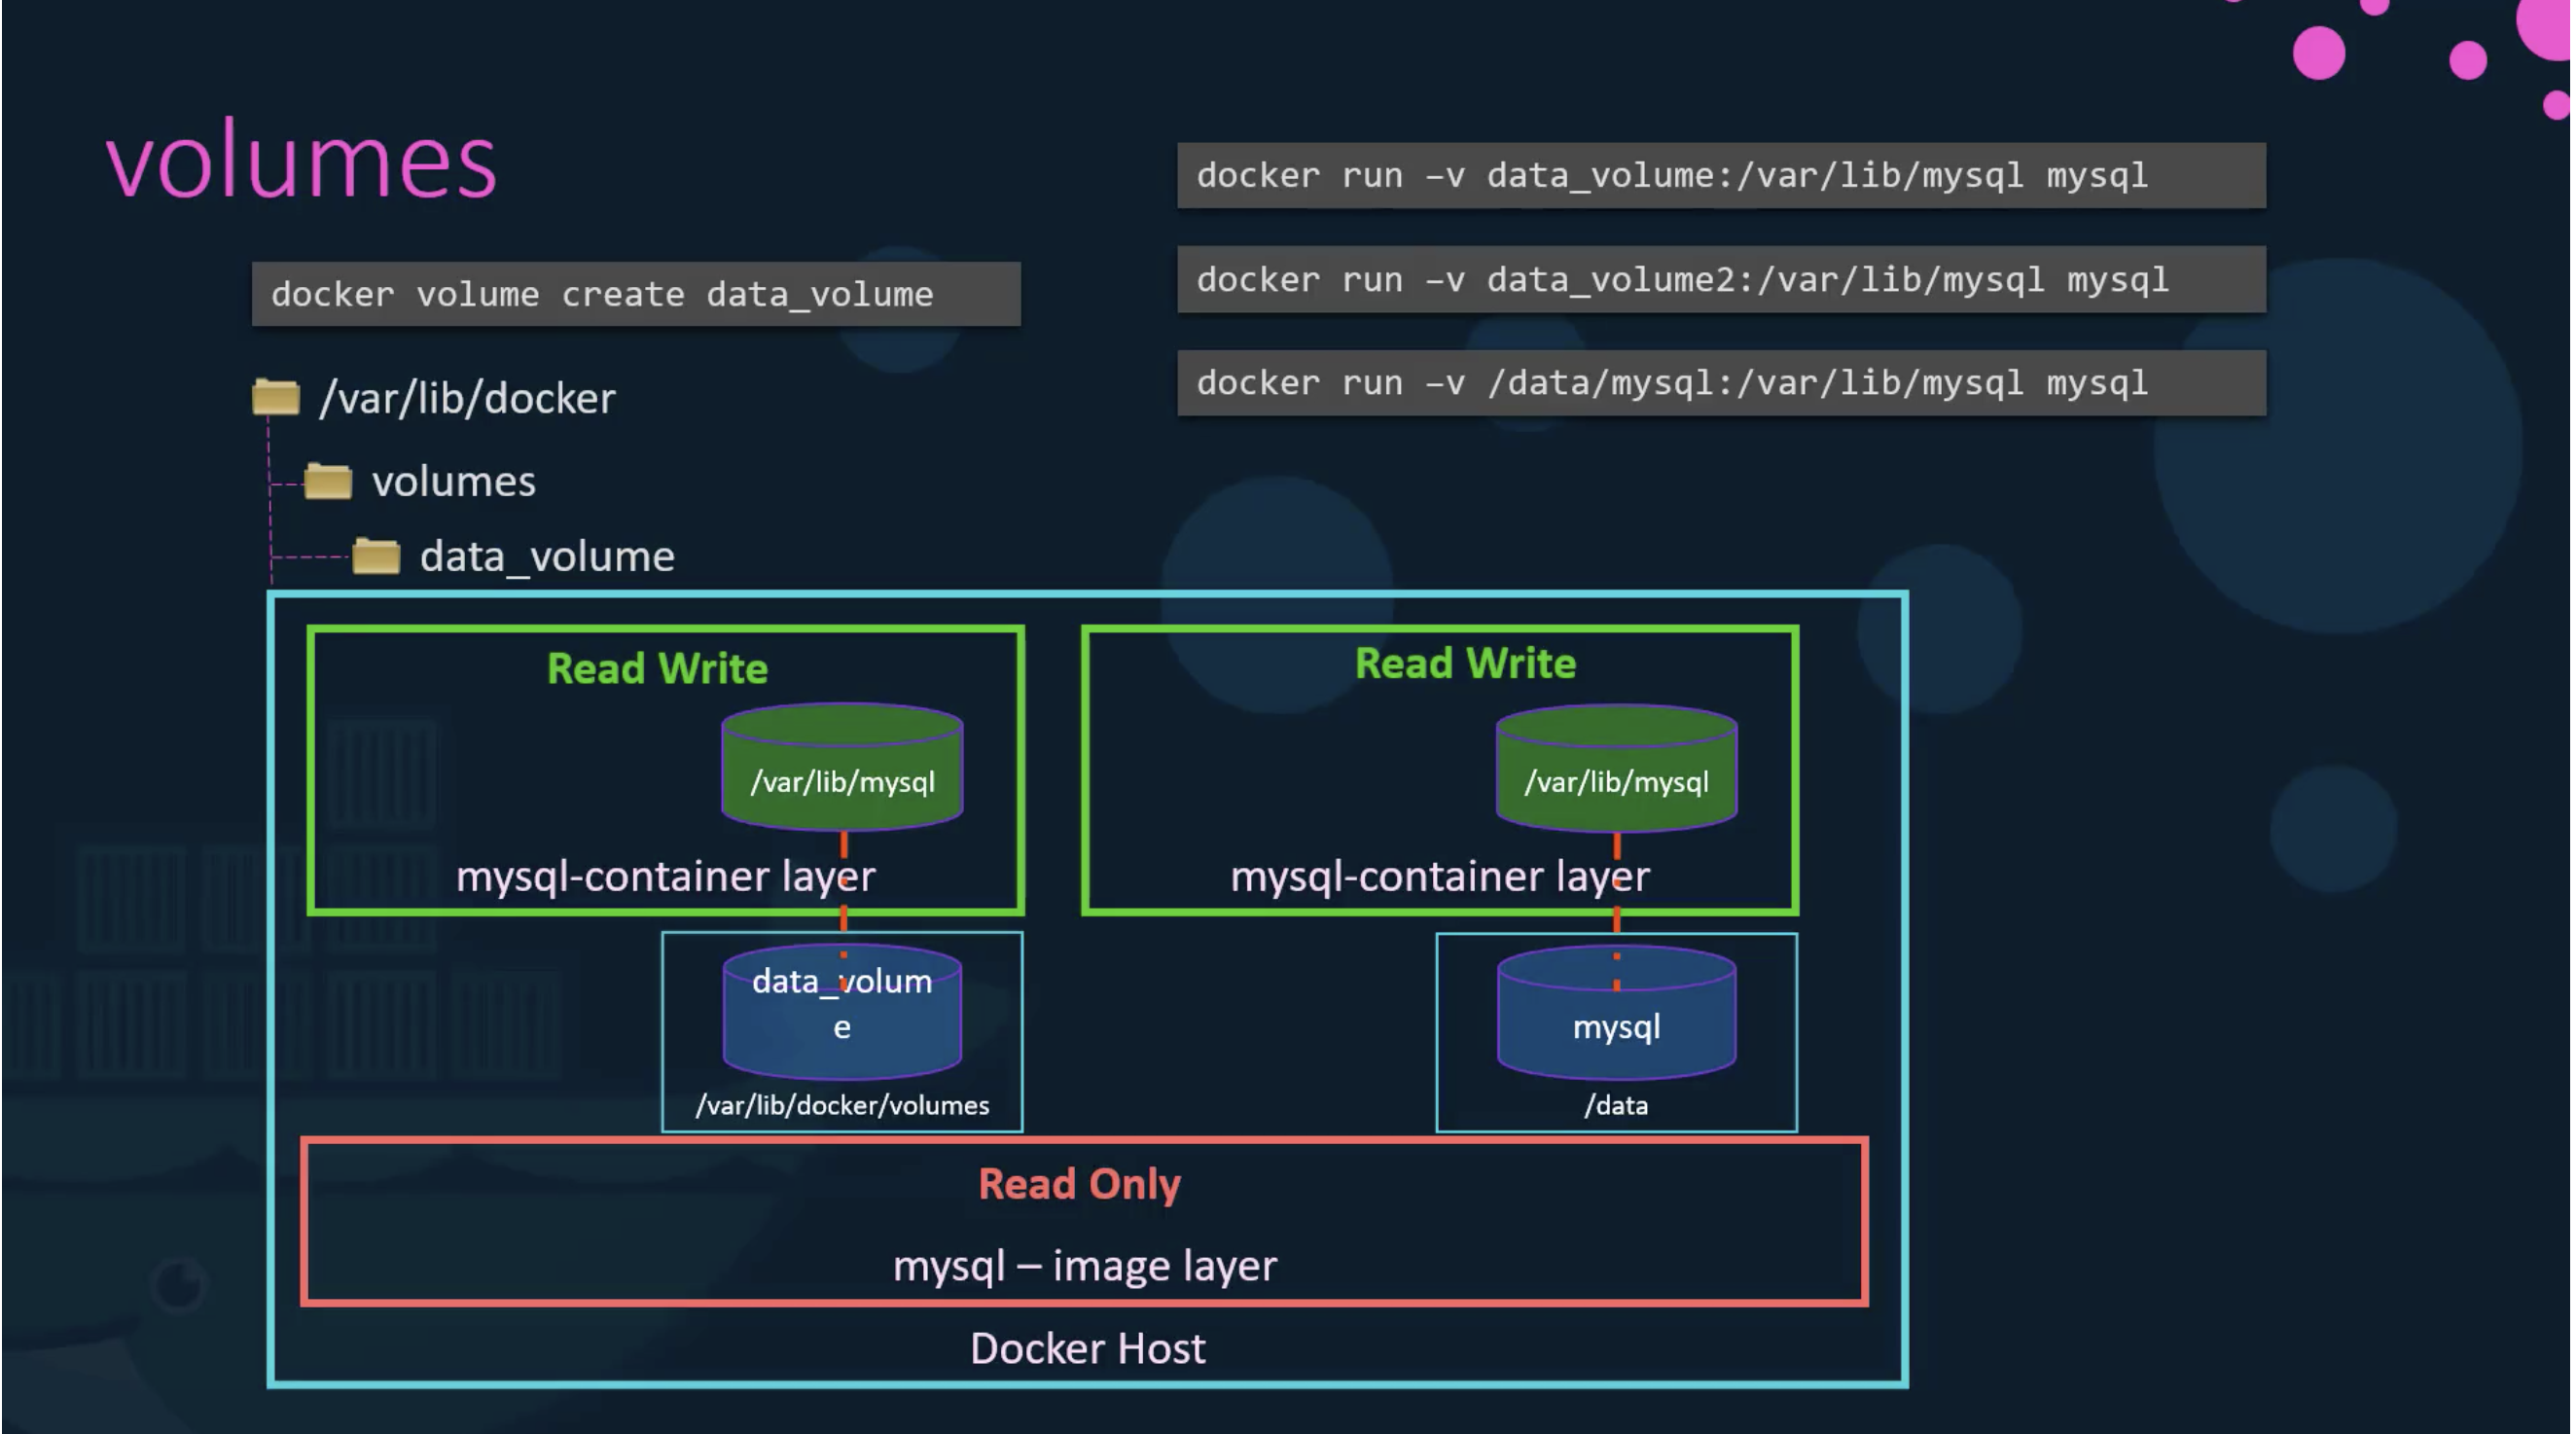 volumes
docker volume create data_volume
/var/lib/docker
volumes
data_volume
docker run –v data_volume:/var/lib/mysql mysql
docker run –v data_volume2:/var/lib/mysql mysql
docker run –v /data/mysql:/var/lib/mysql mysql
Read Write
/var/lib/mysql
mysql-container layer
data_volum
e
/var/lib/docker/volumes
Read Write
/var/lib/mysql
mysql-container layer
mysql
/data
Read Only
mysql – image layer
Docker Host